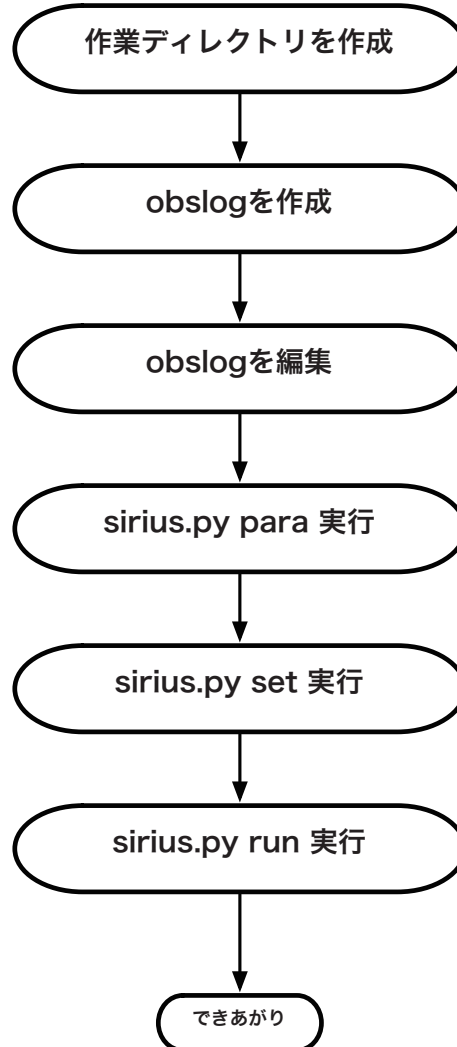 作業ディレクトリを作成
obslogを作成
obslogを編集
sirius.py para 実行
sirius.py set 実行
sirius.py run 実行
できあがり